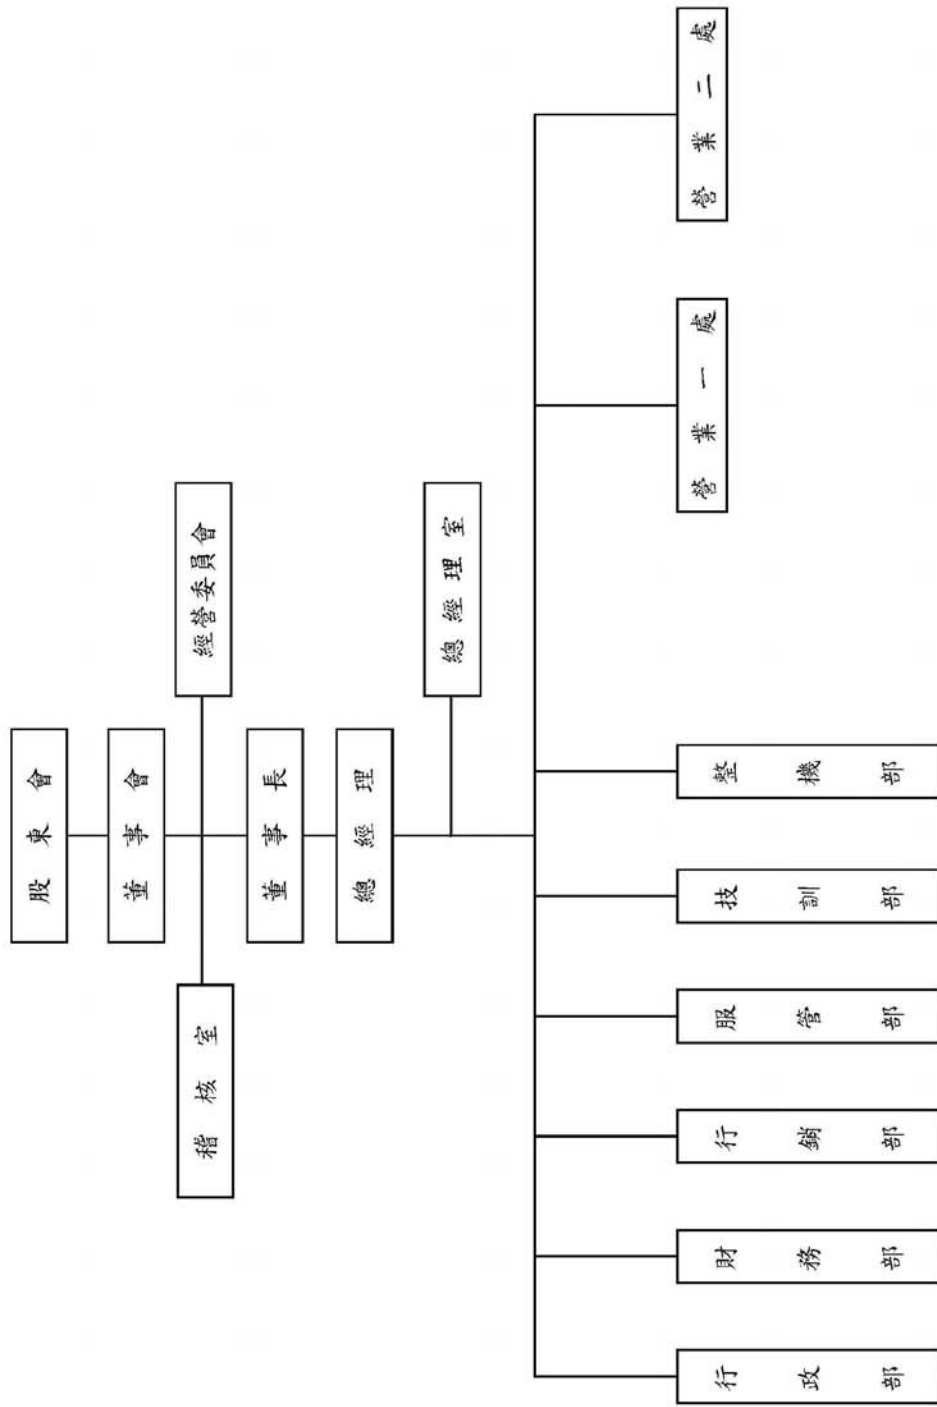 股東會
董事會
稽核室
經營委員會
董事長
總經理
總經理室
行政部
財務部
行銷部
服管部
技訓部
整機部
營業一處
營業二處